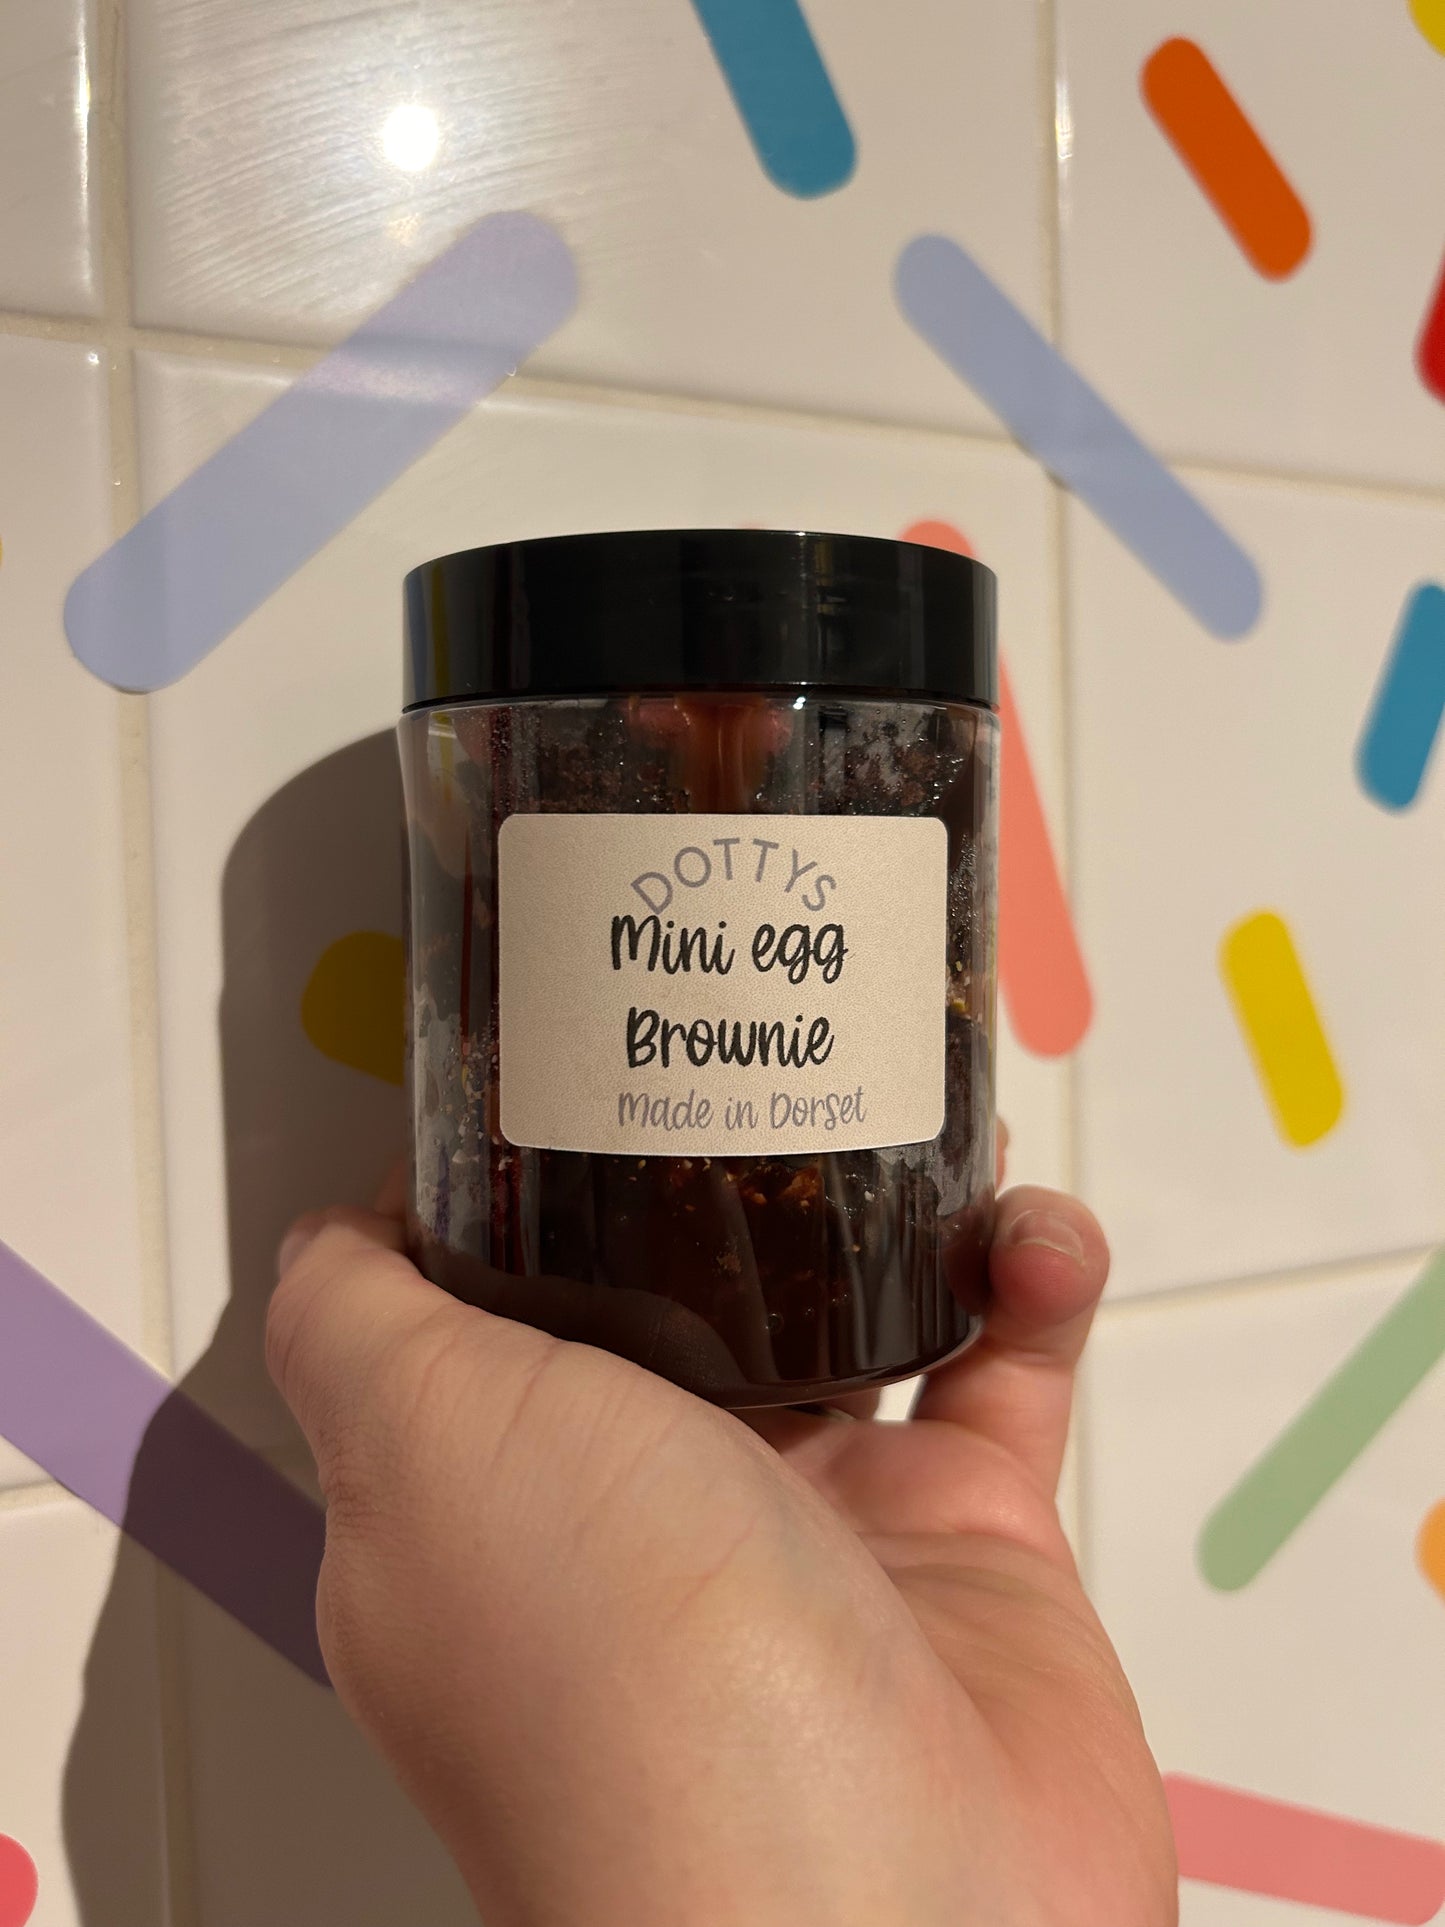 DOTTYS
Mini egg
Brownie
Made in Dorset